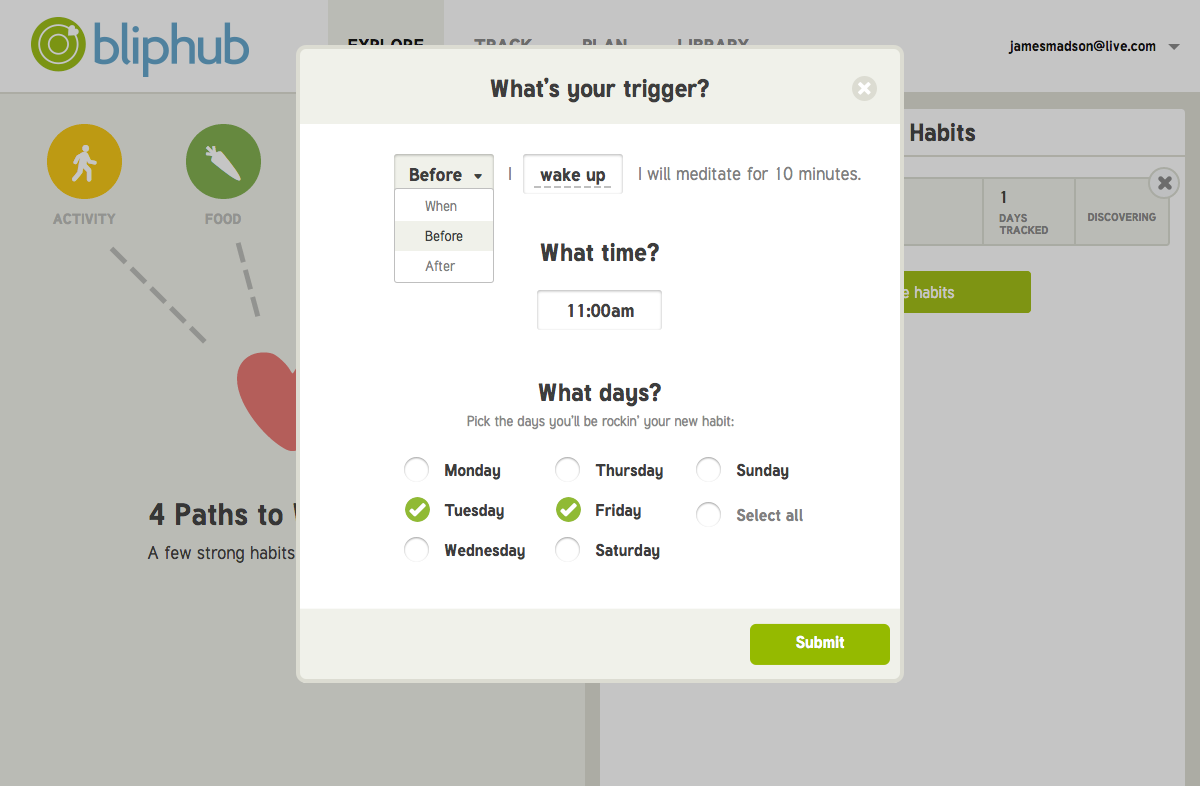 bliphub
EXPLORE TRACK PLAN LIBRARY
jamesmadson@live.com
What's your trigger?
Habits
ACTIVITY
FOOD
Before I wake up I will meditate for 10 minutes.
When
Before
After
1
DAYS
TRACKED
DISCOVERING
What time?
11:00am
habits
What days?
Pick the days you'll be rockin' your new habit:
Monday Thursday Sunday
Tuesday Friday Select all
Wednesday Saturday
4 Paths to
A few strong habits
Submit